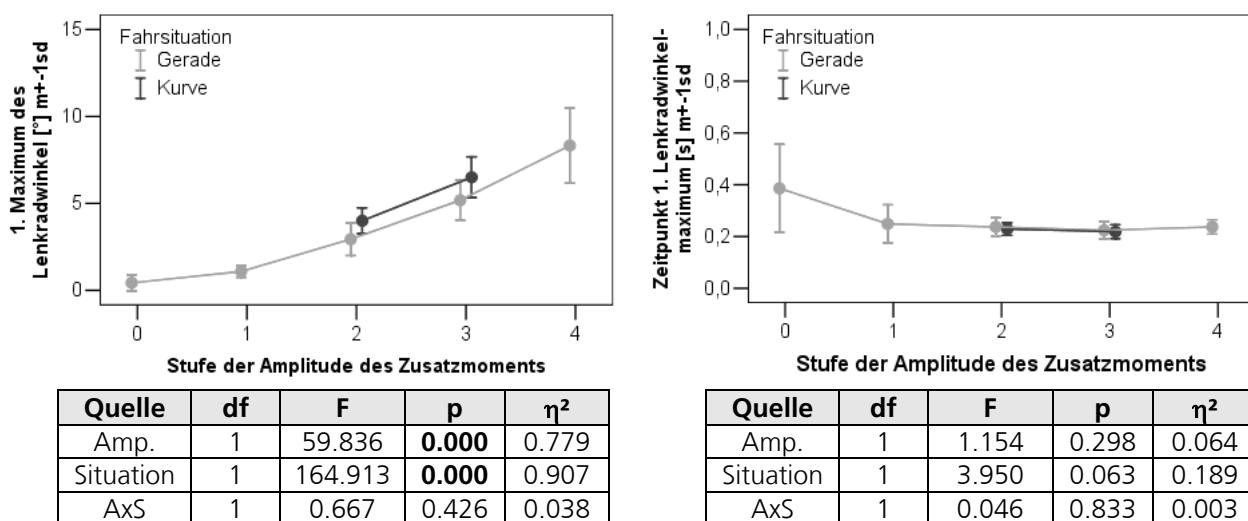 1. Maximum des
Lenkradwinkel [°] m+-1sd
15
10
5
0
Fahrsituation
Gerade
Kurve
0 1 2 3 4
Stufe der Amplitude des Zusatzmoments
Quelle df F p η²
Amp. 1 59.836 0.000 0.779
Situation 1 164.913 0.000 0.907
AxS 1 0.667 0.426 0.038
Zeitpunkt 1. Lenkradwinkel-
maximum [s] m+-1sd
1,0
0,8
0,6
0,4
0,2
0,0
Fahrsituation
Gerade
Kurve
0 1 2 3 4
Stufe der Amplitude des Zusatzmoments
Quelle df F p η²
Amp. 1 1.154 0.298 0.064
Situation 1 3.950 0.063 0.189
AxS 1 0.046 0.833 0.003